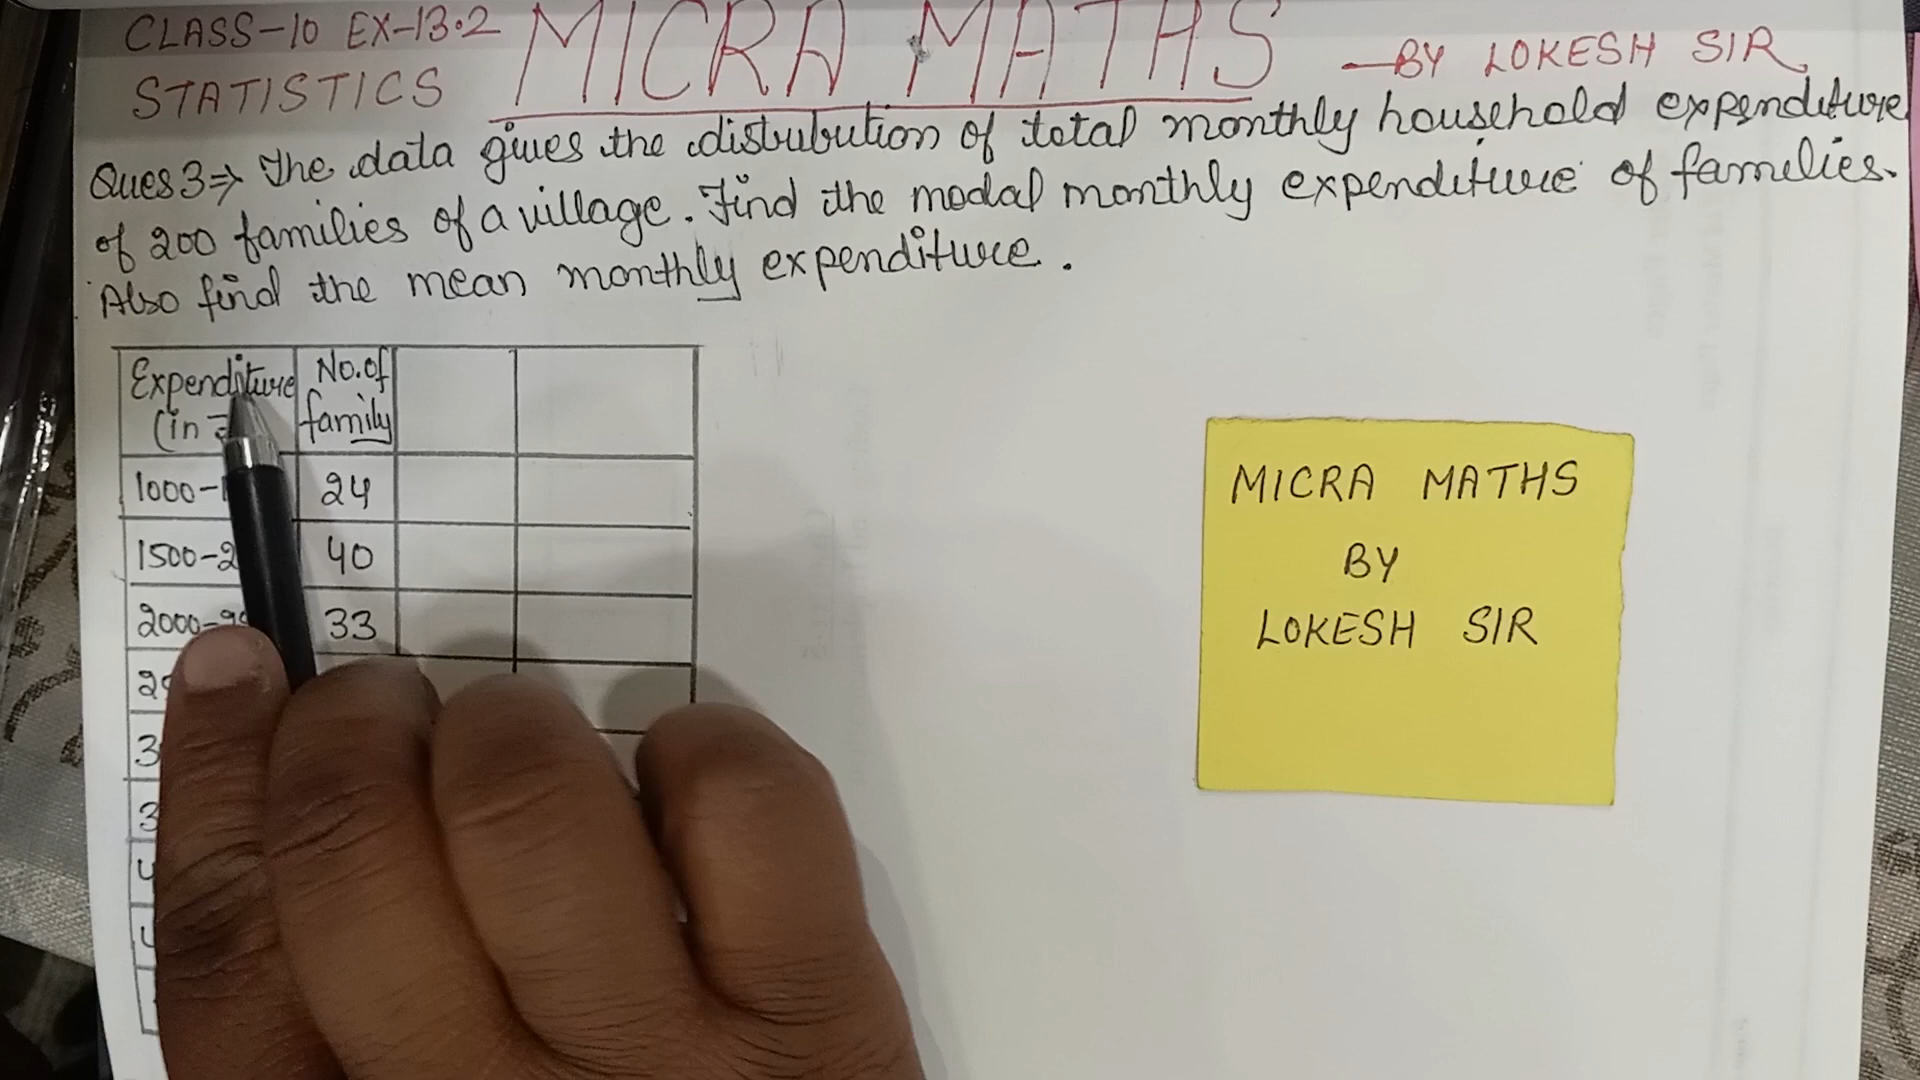 CLASS-10 EX-13.2
STATISTICS
MICRA MATHS
-BY LOKESH SIR
Ques 3⇒ The data gives the distribution of total monthly household expenditure
of 200 families of a village. Find the modal monthly expenditure of families.
Also find the mean monthly expenditure.
Expenditure No. of
(in family
1000- 24
1500-2 40
2000- 33
MICRA MATHS
BY
LOKESH SIR